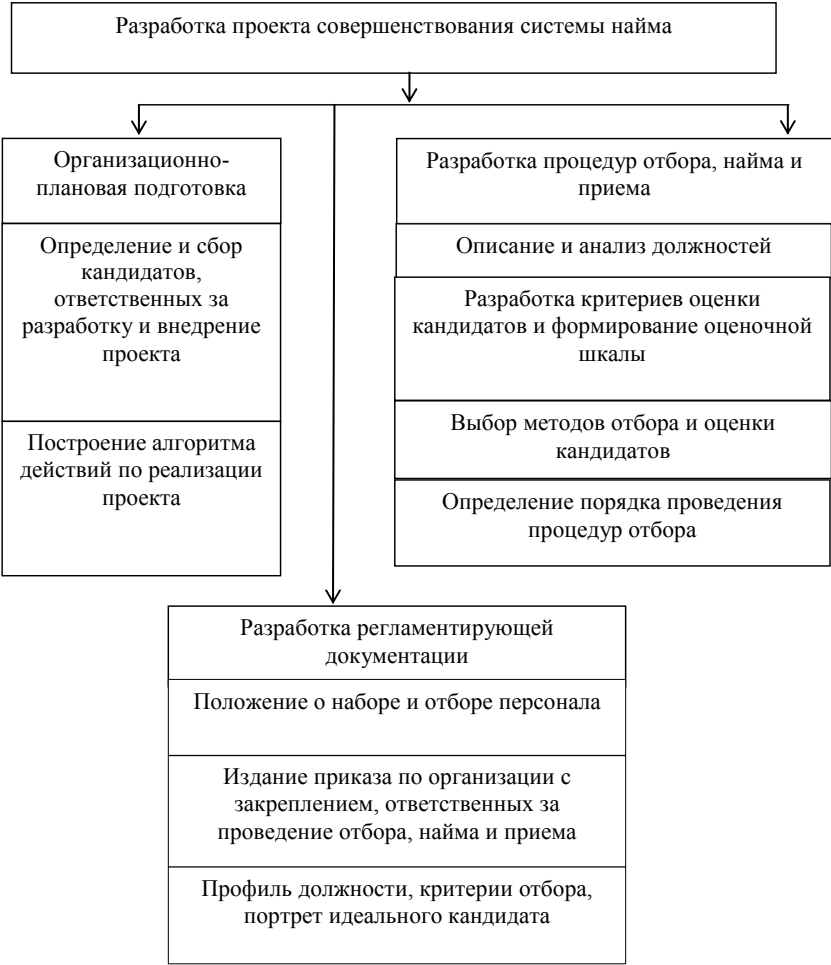 Разработка проекта совершенствования системы найма
Организационно-
плановая подготовка
Определение и сбор
кандидатов,
ответственных за
разработку и внедрение
проекта
Построение алгоритма
действий по реализации
проекта
Разработка процедур отбора, найма и
приема
Описание и анализ должностей
Разработка критериев оценки
кандидатов и формирование оценочной
шкалы
Выбор методов отбора и оценки
кандидатов
Определение порядка проведения
процедур отбора
Разработка регламентирующей
документации
Положение о наборе и отборе персонала
Издание приказа по организации с
закреплением, ответственных за
проведение отбора, найма и приема
Профиль должности, критерии отбора,
портрет идеального кандидата